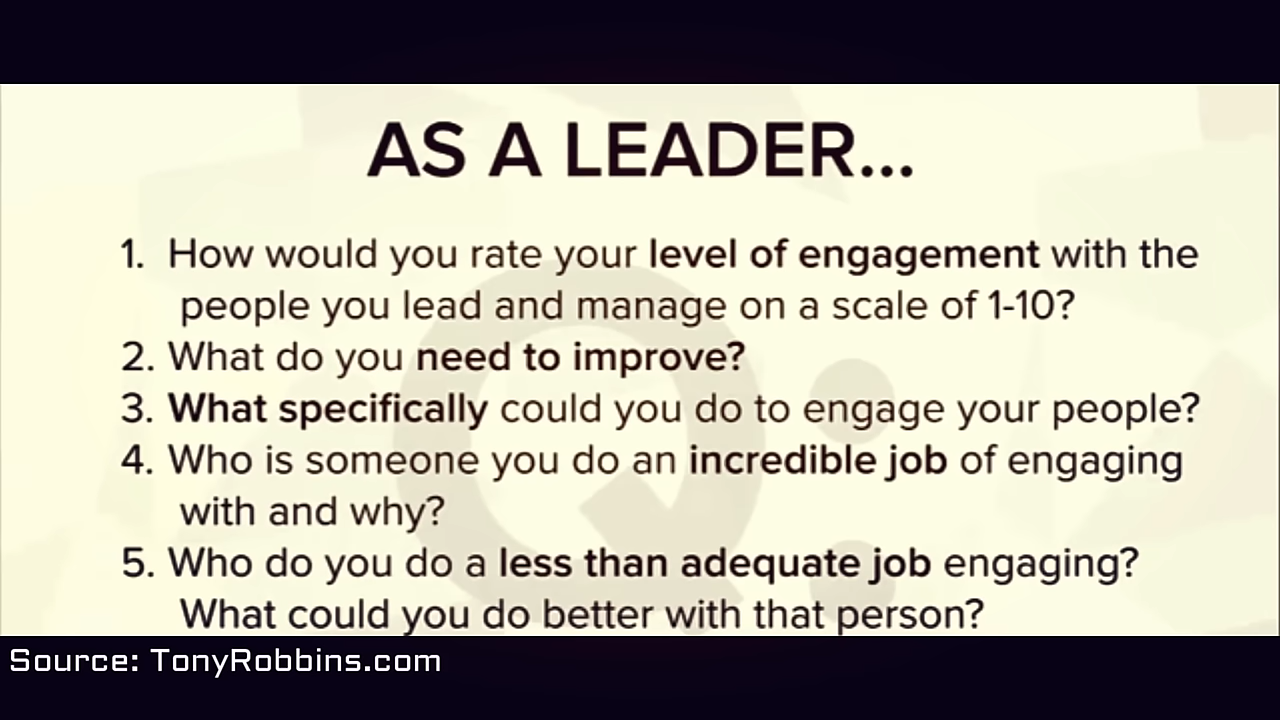 AS A LEADER...
1. How would you rate your level of engagement with the
people you lead and manage on a scale of 1-10?
2. What do you need to improve?
3. What specifically could you do to engage your people?
4. Who is someone you do an incredible job of engaging
with and why?
5. Who do you do a less than adequate job engaging?
What could you do better with that person?
Source: TonyRobbins.com